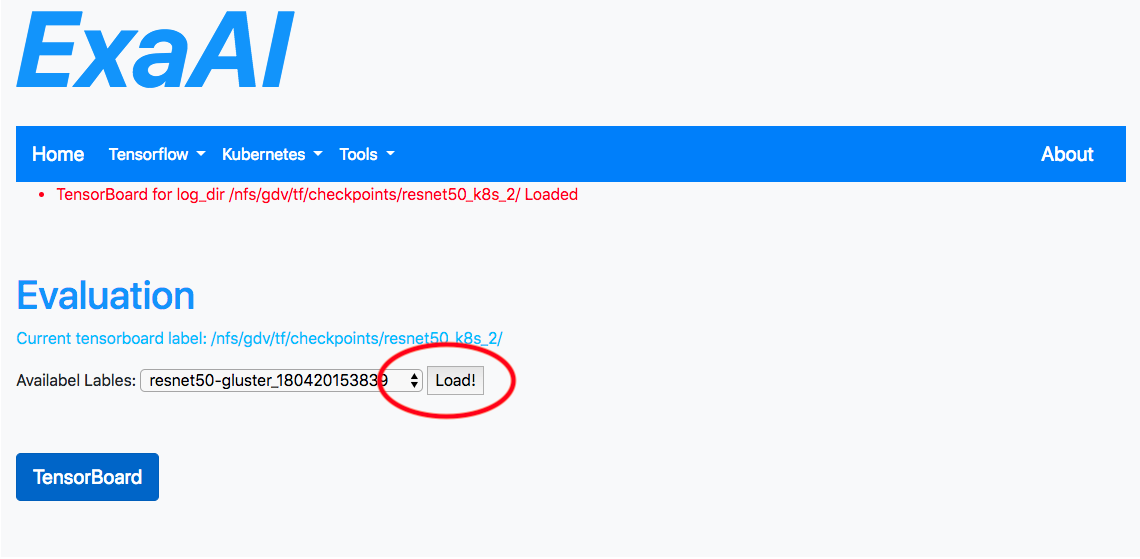 ExaAI
Home Tensorflow Kubernetes Tools About
TensorBoard for log_dir /nfs/gdv/tf/checkpoints/resnet50_k8s_2/ Loaded
Evaluation
Current tensorboard label: /nfs/gdv/tf/checkpoints/resnet50_k8s_2/
Availabel Lables: resnet50-gluster_180420153839 Load!
TensorBoard